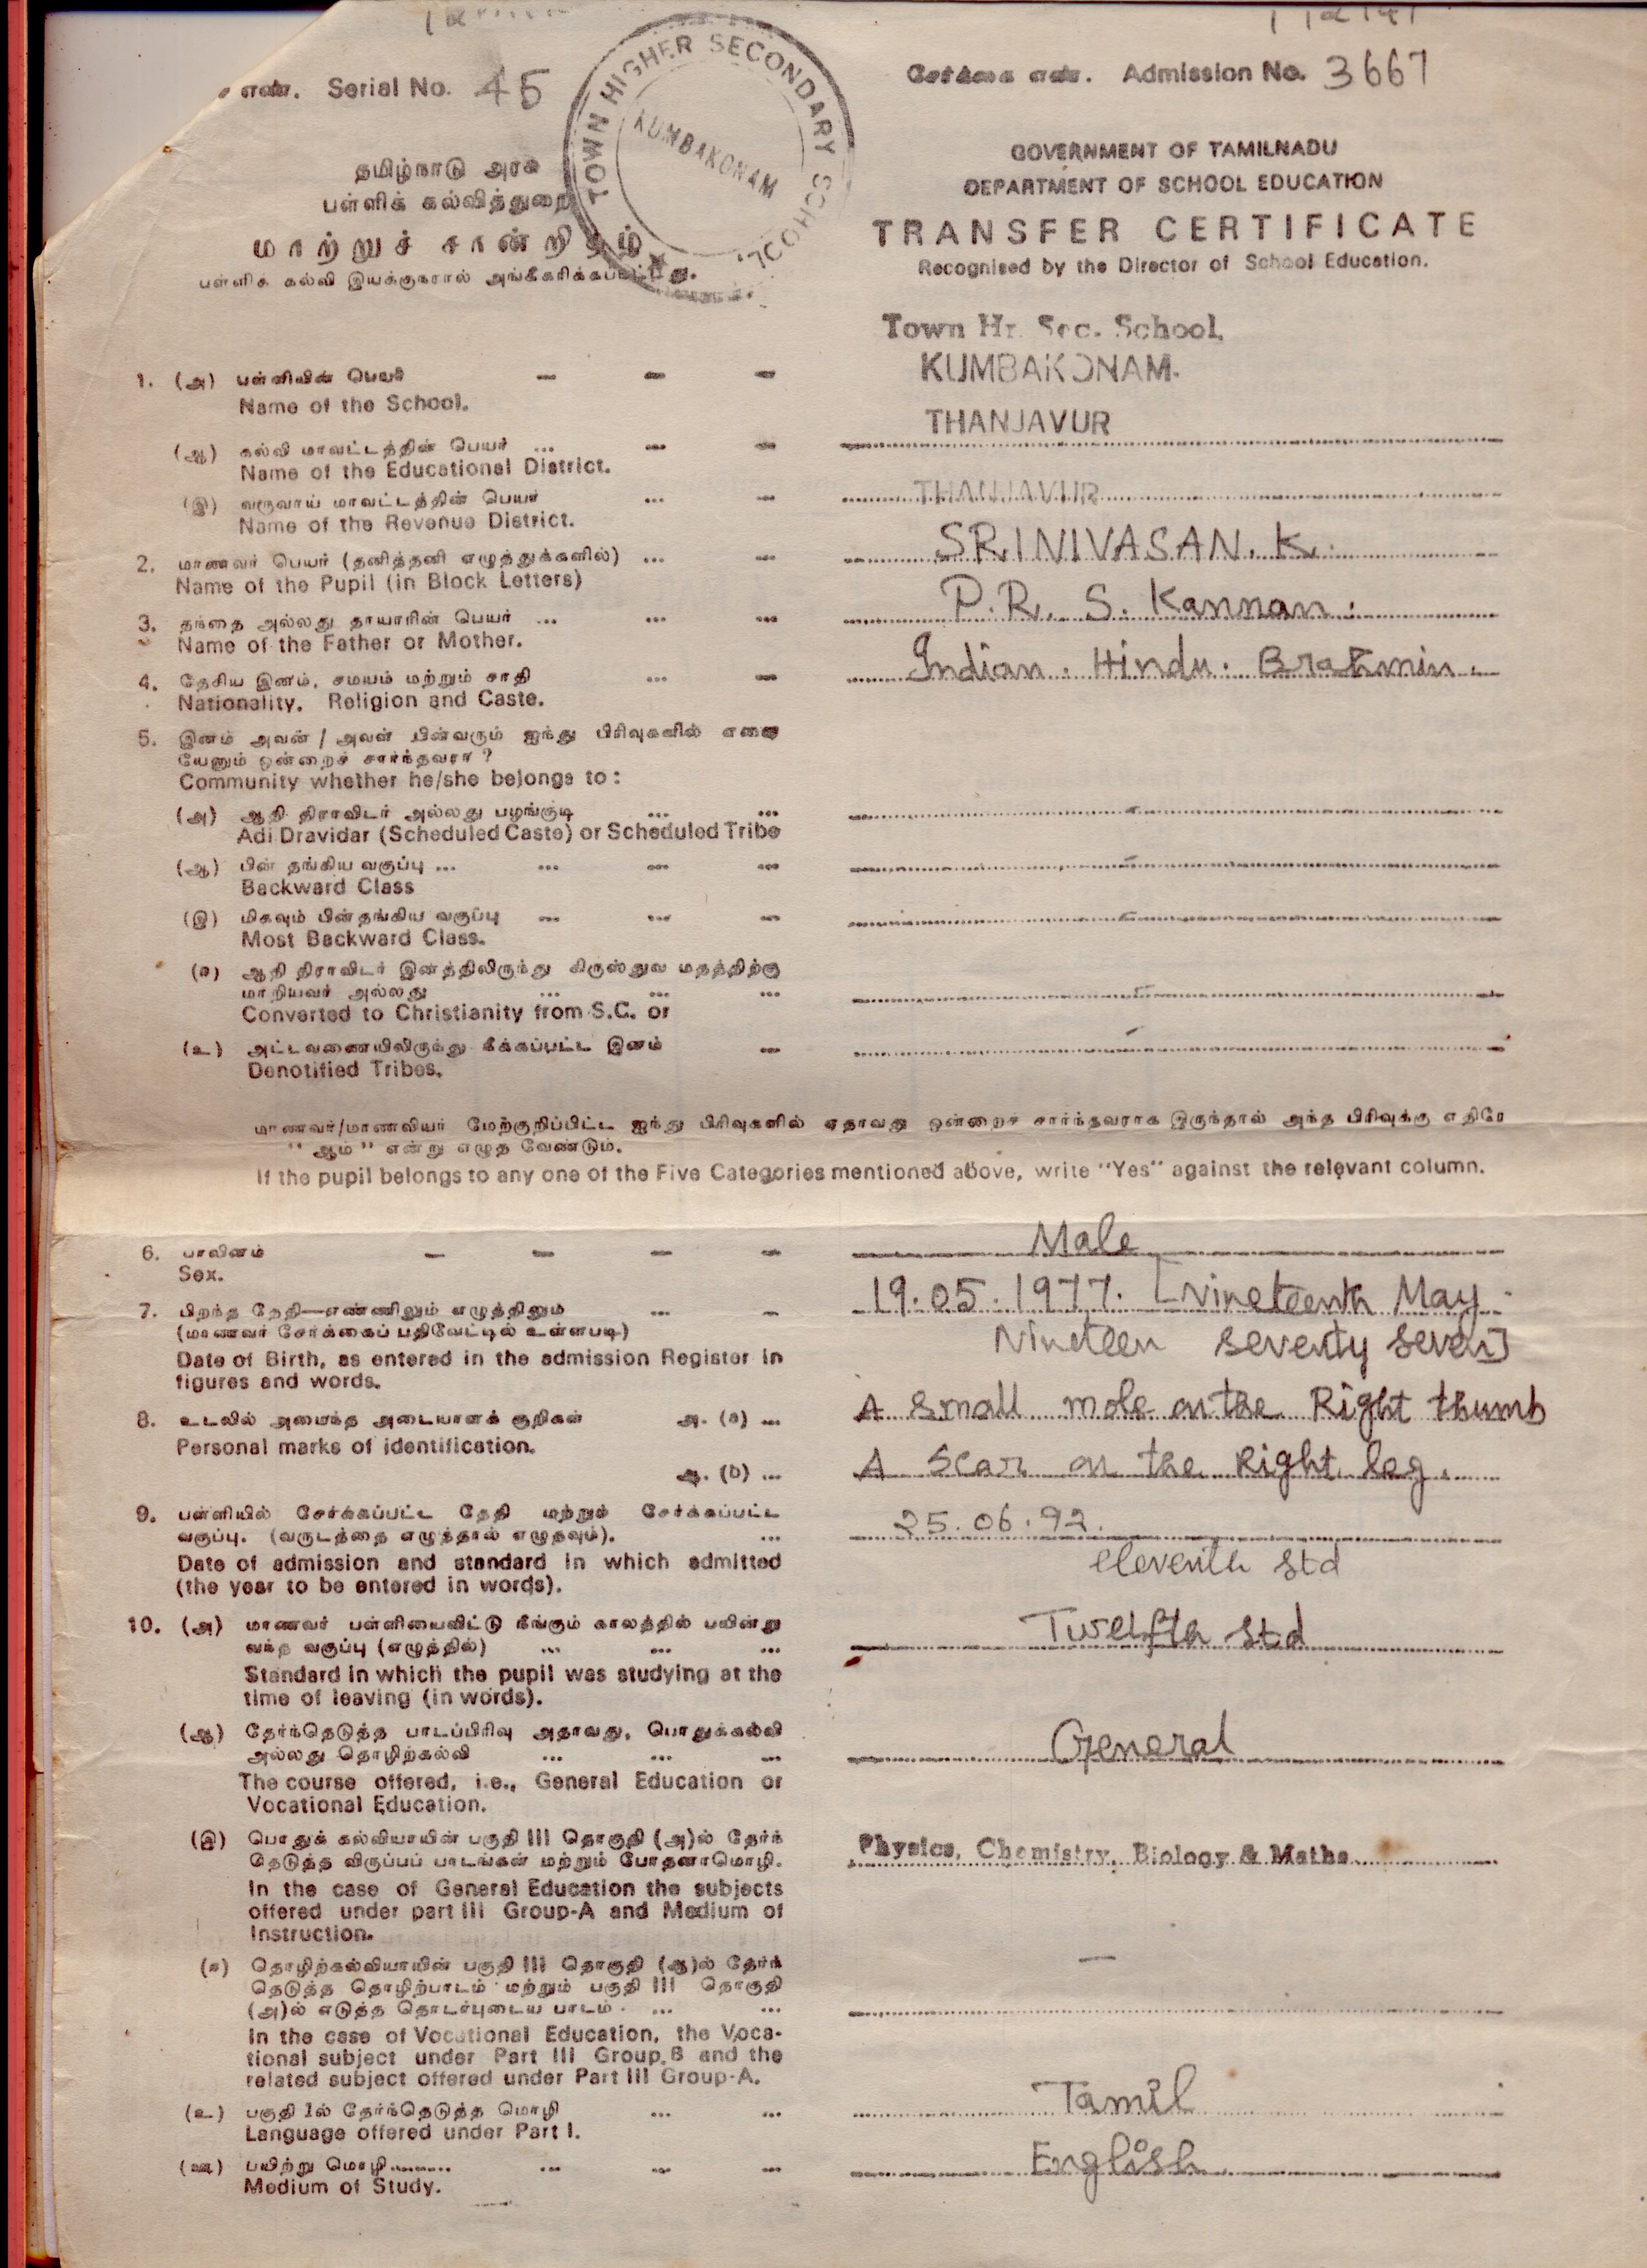 எண். Serial No. 45
சேர்க்கை எண். Admission No. 3667
TOWN HIGHER SECONDARY SCHOOL,
KUMBAKONAM
தமிழ்நாடு அரசு
பள்ளிக் கல்வித்துறை
மாற்றுச் சான்றிதழ்
பள்ளிக் கல்வி இயக்குநரால் அங்கீகரிக்கப்பட்டது.
GOVERNMENT OF TAMILNADU
DEPARTMENT OF SCHOOL EDUCATION
TRANSFER CERTIFICATE
Recognised by the Director of School Education.
Town Hr. Sec. School,
1. (அ) பள்ளியின் பெயர் KUMBAKONAM.
Name of the School.
THANJAVUR
(ஆ) கல்வி மாவட்டத்தின் பெயர் ...
Name of the Educational District.
(இ) வருவாய் மாவட்டத்தின் பெயர் ... THANJAVUR
Name of the Revenue District.
2. மாணவர் பெயர் (தனித்தனி எழுத்துக்களில்) ... SRINIVASAN. K.
Name of the Pupil (in Block Letters)
3. தந்தை அல்லது தாயாரின் பெயர் ... P.R. S. Kannan.
Name of the Father or Mother.
4. தேசிய இனம், சமயம் மற்றும் சாதி ... Indian. Hindu. Brahmin.
Nationality, Religion and Caste.
5. இனம் அவன் / அவள் பின்வரும் ஐந்து பிரிவுகளில் எதை
யேனும் ஒன்றைச் சார்ந்தவரா ?
Community whether he/she belongs to :
(அ) ஆதி திராவிடர் அல்லது பழங்குடி ... ... -
Adi Dravidar (Scheduled Caste) or Scheduled Tribe
(ஆ) பின் தங்கிய வகுப்பு ... ... -
Backward Class
(இ) மிகவும் பின்தங்கிய வகுப்பு ... -
Most Backward Class.
(ஈ) ஆதி திராவிடர் இனத்திலிருந்து கிருஸ்துவ மதத்திற்கு
மாறியவர் அல்லது ... ... ... -
Converted to Christianity from S.C. or
(உ) அட்டவணையிலிருந்து நீக்கப்பட்ட இனம் ... -
Denotified Tribes.
மாணவர்/மாணவியர் மேற்குறிப்பிட்ட ஐந்து பிரிவுகளில் ஏதாவது ஒன்றைச் சார்ந்தவராக இருந்தால் அந்த பிரிவுக்கு எதிரே
“ ஆம் ” என்று எழுத வேண்டும்.
If the pupil belongs to any one of the Five Categories mentioned above, write “Yes” against the relevant column.
6. பாலினம் Male
Sex.
7. பிறந்த தேதி—எண்ணிலும் எழுத்திலும் ... 19.05.1977. [Nineteenth May
(மாணவர் சேர்க்கைப் பதிவேட்டில் உள்ளபடி) Nineteen seventy seven]
Date of Birth, as entered in the admission Register in
figures and words.
8. உடலில் அமைந்த அடையாளக் குறிகள் அ. (a) ... A small mole on the Right thumb
Personal marks of identification.
ஆ. (b) ... A Scar on the Right leg.
9. பள்ளியில் சேர்க்கப்பட்ட தேதி மற்றும் சேர்க்கப்பட்ட
வகுப்பு. (வருடத்தை எழுத்தால் எழுதவும்). ... 25.06.92.
Date of admission and standard in which admitted eleventh std
(the year to be entered in words).
10. (அ) மாணவர் பள்ளியைவிட்டு நீங்கும் காலத்தில் பயின்று
வந்த வகுப்பு (எழுத்தில்) ... ... ... Twelfth std
Standard in which the pupil was studying at the
time of leaving (in words).
(ஆ) தேர்ந்தெடுத்த பாடப்பிரிவு அதாவது, பொதுக்கல்வி
அல்லது தொழிற்கல்வி ... ... ... General
The course offered, i.e., General Education or
Vocational Education.
(இ) பொதுக் கல்வியாயின் பகுதி III தொகுதி (அ)ல் தேர்ந்
தெடுத்த விருப்பப் பாடங்கள் மற்றும் போதனாமொழி. Physics, Chemistry, Biology & Maths
In the case of General Education the subjects
offered under part III Group-A and Medium of
Instruction.
(ஈ) தொழிற்கல்வியாயின் பகுதி III தொகுதி (ஆ)ல் தேர்ந் —
தெடுத்த தொழிற்பாடம் மற்றும் பகுதி III தொகுதி
(அ)ல் எடுத்த தொடர்புடைய பாடம். ... ...
In the case of Vocational Education, the Voca-
tional subject under Part III Group.B and the
related subject offered under Part III Group-A.
(உ) பகுதி 1ல் தேர்ந்தெடுத்த மொழி ... ... Tamil
Language offered under Part I.
(ஊ) பயிற்று மொழி......... ... ... English
Medium of Study.